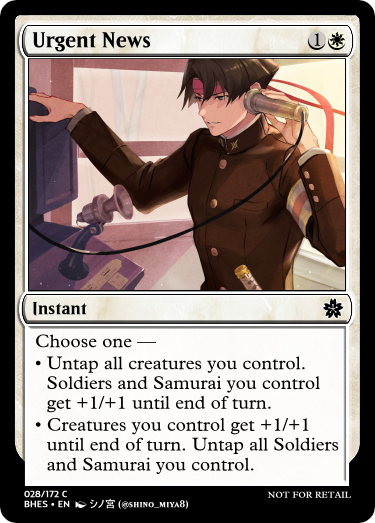 Urgent News
1
Instant
Choose one —
• Untap all creatures you control.
Soldiers and Samurai you control
get +1/+1 until end of turn.
• Creatures you control get +1/+1
until end of turn. Untap all Soldiers
and Samurai you control.
028/172 C
NOT FOR RETAIL
BHES • EN シノ宮 (@SHINO_MIYA8)